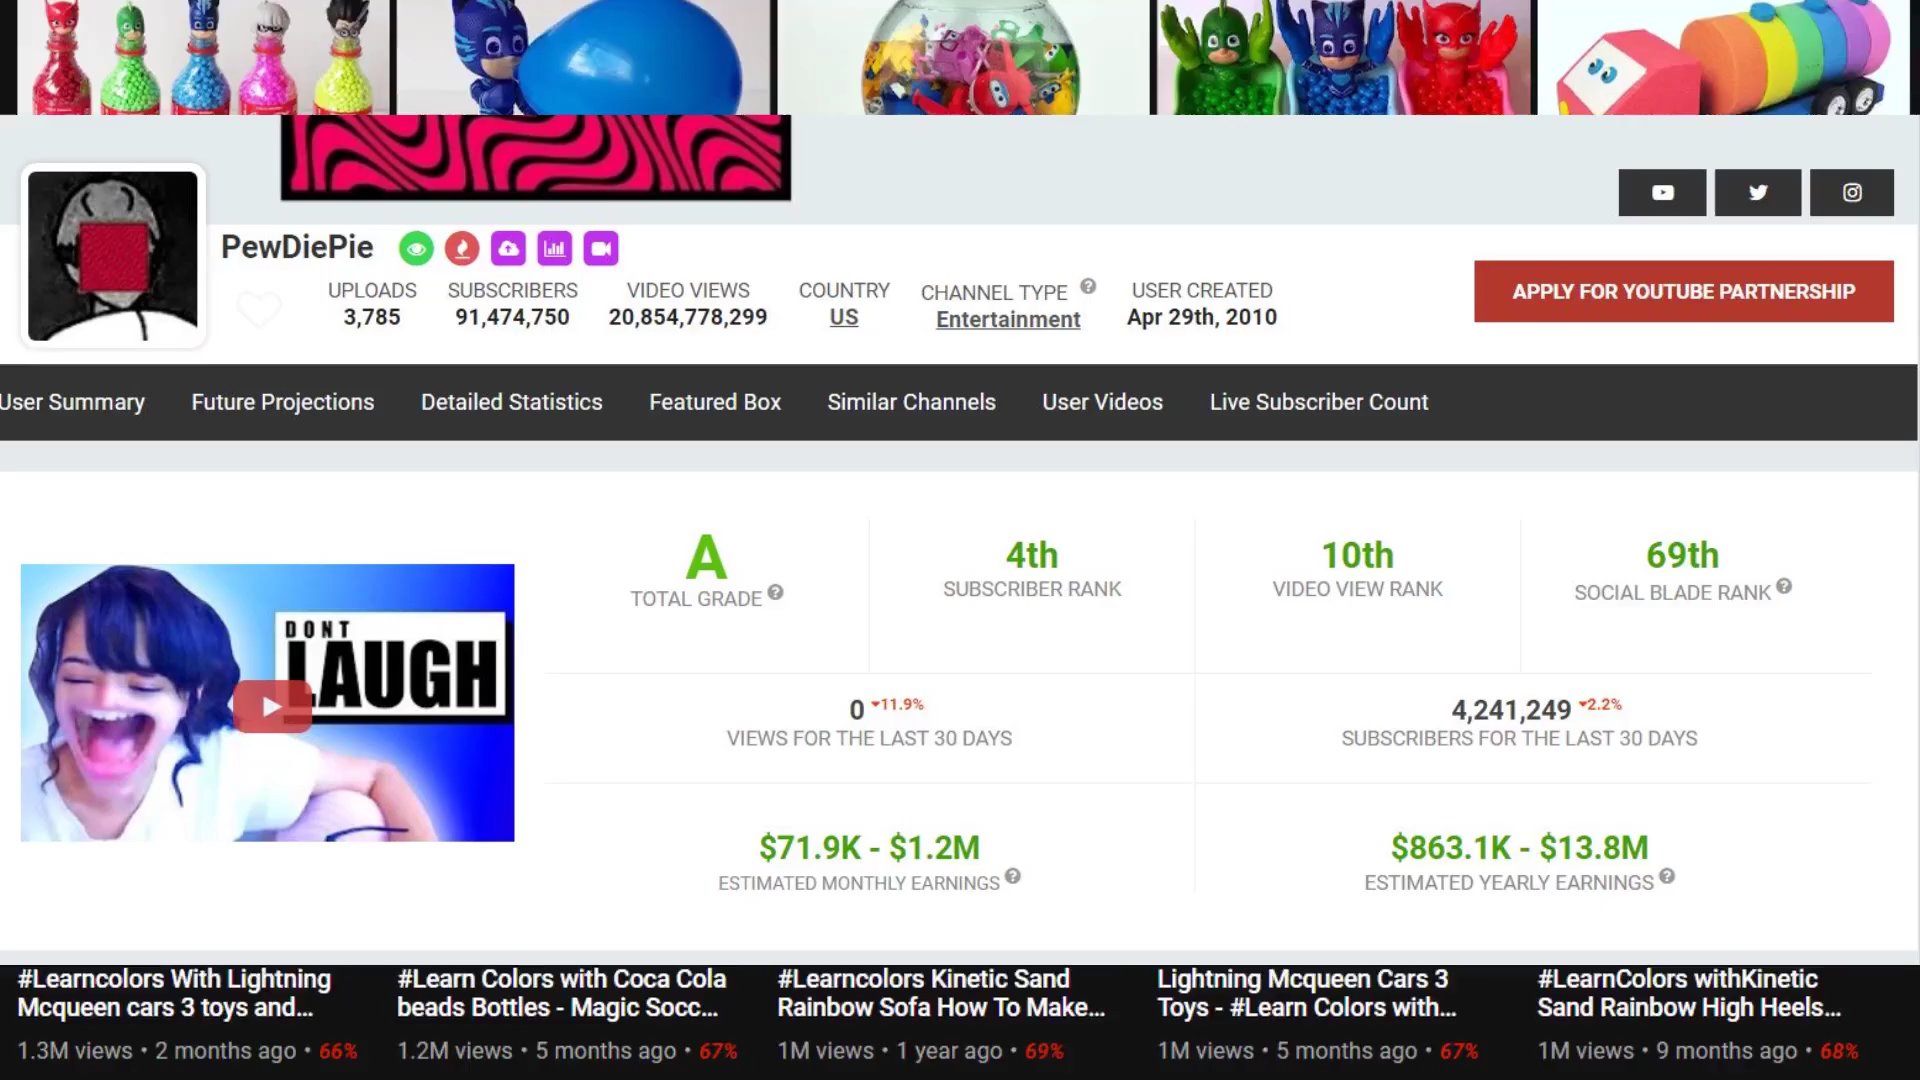 PewDiePie
UPLOADS
3,785
SUBSCRIBERS
91,474,750
VIDEO VIEWS
20,854,778,299
COUNTRY
US
CHANNEL TYPE
Entertainment
USER CREATED
Apr 29th, 2010
APPLY FOR YOUTUBE PARTNERSHIP
User Summary Future Projections Detailed Statistics Featured Box Similar Channels User Videos Live Subscriber Count
DONT
LAUGH
A
TOTAL GRADE
4th
SUBSCRIBER RANK
10th
VIDEO VIEW RANK
69th
SOCIAL BLADE RANK
0 11.9%
VIEWS FOR THE LAST 30 DAYS
4,241,249 2.2%
SUBSCRIBERS FOR THE LAST 30 DAYS
$71.9K - $1.2M
ESTIMATED MONTHLY EARNINGS
$863.1K - $13.8M
ESTIMATED YEARLY EARNINGS
#Learncolors With Lightning
Mcqueen cars 3 toys and...
1.3M views • 2 months ago • 66%
#Learn Colors with Coca Cola
beads Bottles - Magic Socc...
1.2M views • 5 months ago • 67%
#Learncolors Kinetic Sand
Rainbow Sofa How To Make...
1M views • 1 year ago • 69%
Lightning Mcqueen Cars 3
Toys - #Learn Colors with...
1M views • 5 months ago • 67%
#LearnColors withKinetic
Sand Rainbow High Heels...
1M views • 9 months ago • 68%